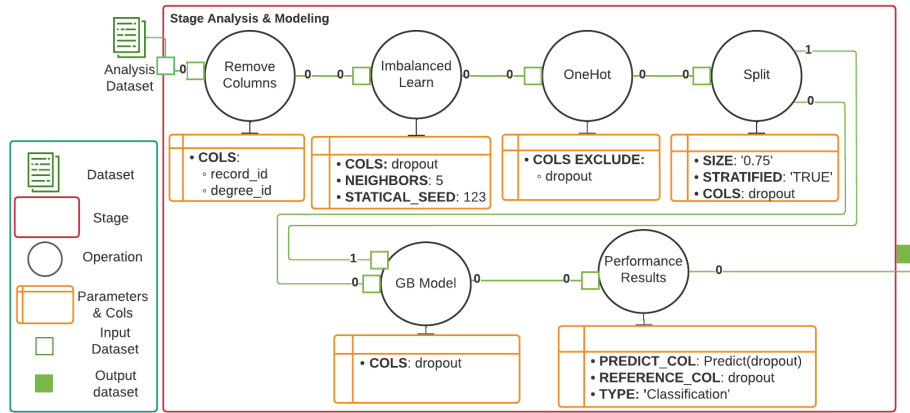 Stage Analysis & Modeling
Analysis
Dataset
0
Remove
Columns
0
0
Imbalanced
Learn
0
0
OneHot
0
0
Split
1
0
• COLS:
◦ record_id
◦ degree_id
• COLS: dropout
• NEIGHBORS: 5
• STATICAL_SEED: 123
• COLS EXCLUDE:
◦ dropout
• SIZE: '0.75'
• STRATIFIED: 'TRUE'
• COLS: dropout
Dataset
Stage
Operation
Parameters
& Cols
Input
Dataset
Output
dataset
1
0
GB Model
0
0
Performance
Results
0
• COLS: dropout
• PREDICT_COL: Predict(dropout)
• REFERENCE_COL: dropout
• TYPE: 'Classification'